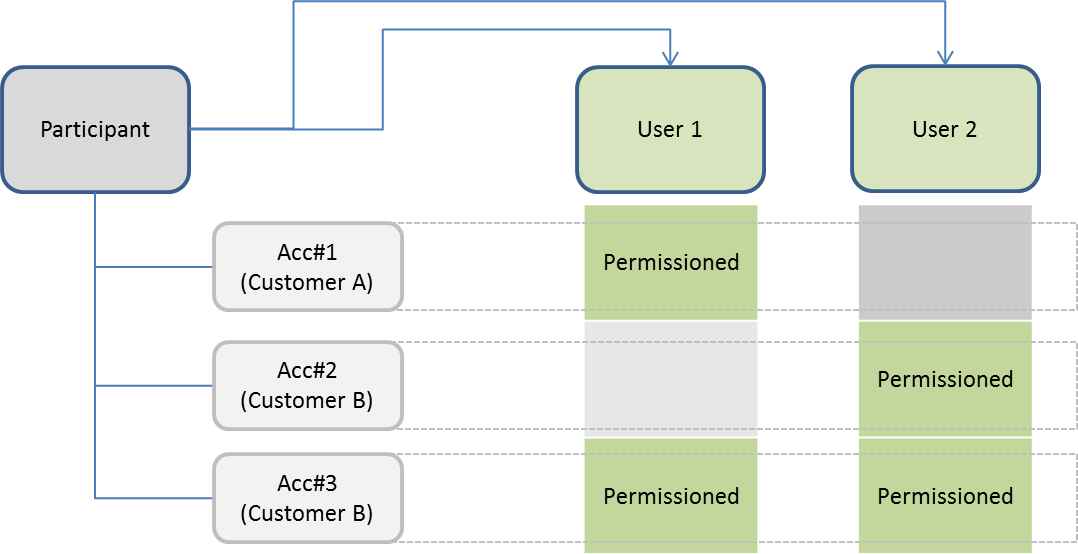 Participant
User 1
User 2
Acc#1
(Customer A)
Permissioned
Acc#2
(Customer B)
Permissioned
Acc#3
(Customer B)
Permissioned
Permissioned